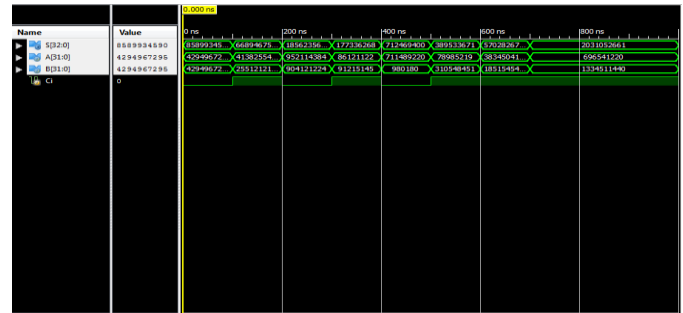 0.000 ns
Name Value 0 ns 200 ns 400 ns 600 ns 800 ns
S[32:0] 8589934590 85899345... 66894675... 18562356... 177336268 712469400 389533671 57028267... 2031052661
A[31:0] 4294967295 42949672... 41382554... 952114384 86121122 711489220 78985219 38345041... 696541220
B[31:0] 4294967295 42949672... 25512121... 904121224 91215145 980180 310548451 18515454... 1334511440
Ci 0